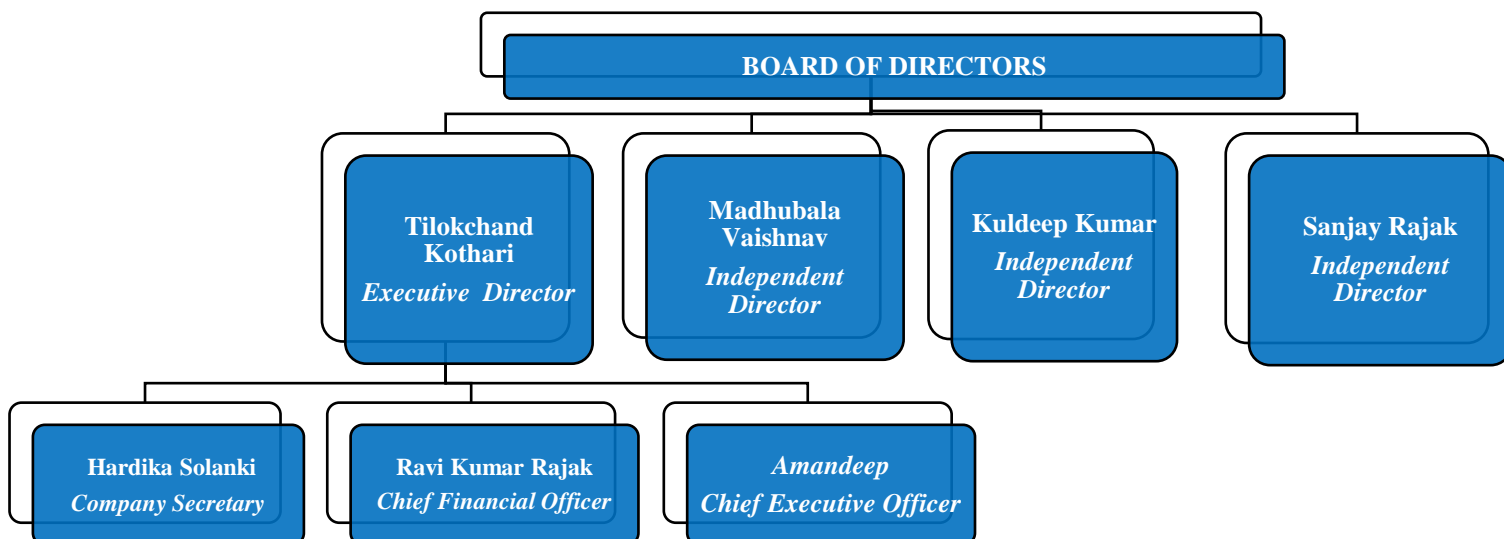 BOARD OF DIRECTORS
Tilokchand
Kothari
Executive Director
Madhubala
Vaishnav
Independent
Director
Kuldeep Kumar
Independent
Director
Sanjay Rajak
Independent
Director
Hardika Solanki
Company Secretary
Ravi Kumar Rajak
Chief Financial Officer
Amandeep
Chief Executive Officer